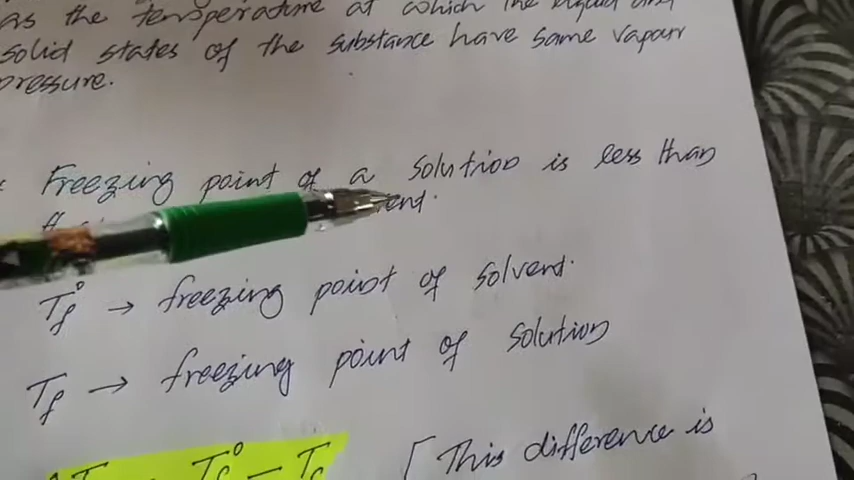 as the temperature at which the liquid and
solid states of the substance have same vapour
pressure.
Freezing point of a solution is less than
Tf° → freezing point of solvent.
Tf → freezing point of solution
Tf° - Tf [This difference is